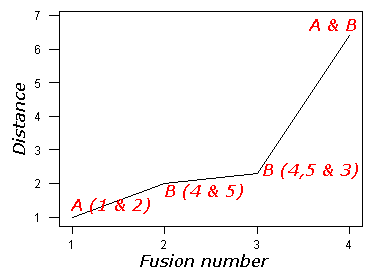 7
A & B
6
5
Distance
4
3
B (4,5 & 3)
2
B (4 & 5)
A (1 & 2)
1
1 2 3 4
Fusion number